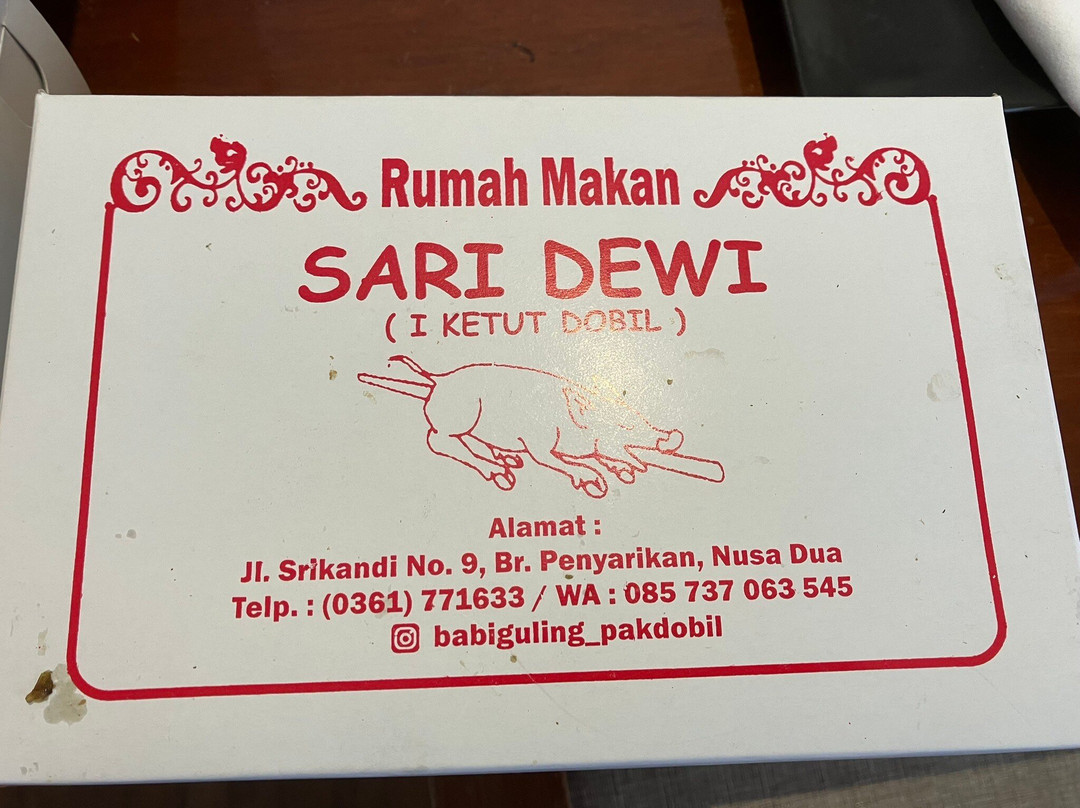 Rumah Makan
SARI DEWI
( I KETUT DOBIL )
Alamat :
Jl. Srikandi No. 9, Br. Penyarikan, Nusa Dua
Telp. : (0361) 771633 / WA : 085 737 063 545
babiguling_pakdobil